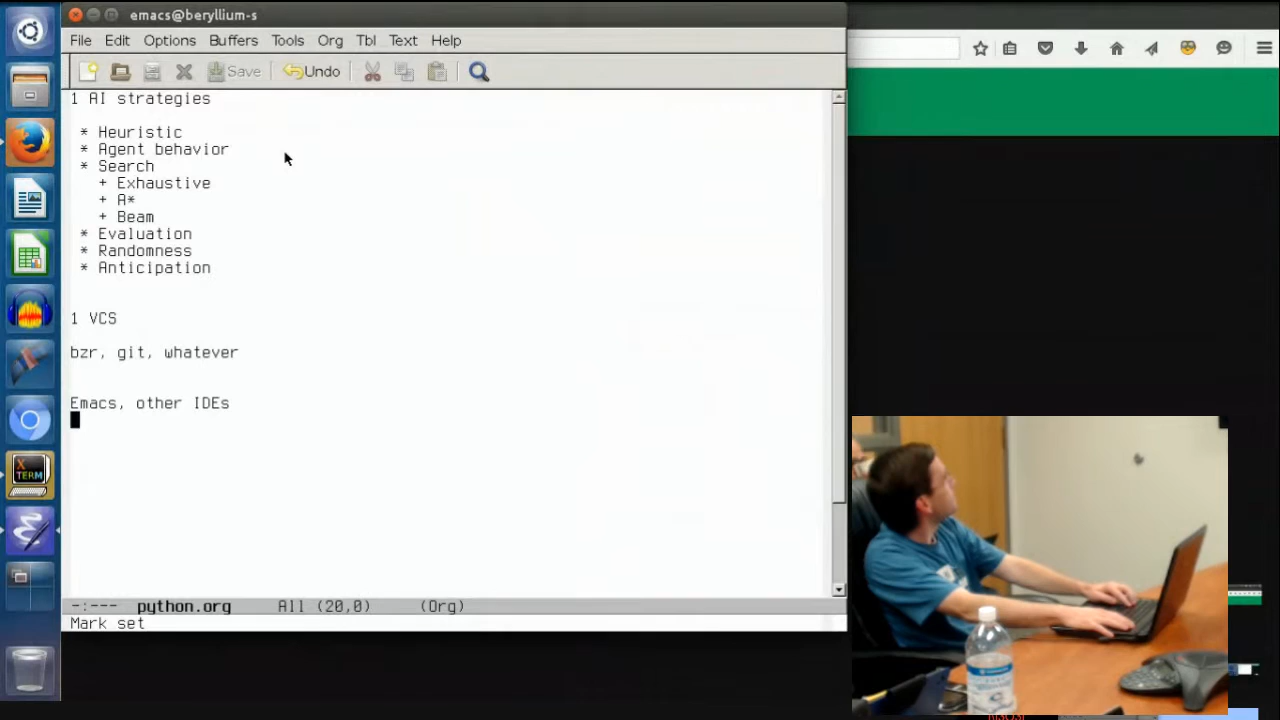 emacs@beryllium-s
File Edit Options Buffers Tools Org Tbl Text Help
Save Undo
1 AI strategies
* Heuristic
* Agent behavior
* Search
+ Exhaustive
+ A*
+ Beam
* Evaluation
* Randomness
* Anticipation
1 VCS
bzr, git, whatever
Emacs, other IDEs
-:--- python.org All (20,0) (Org)
Mark set
X
TERM